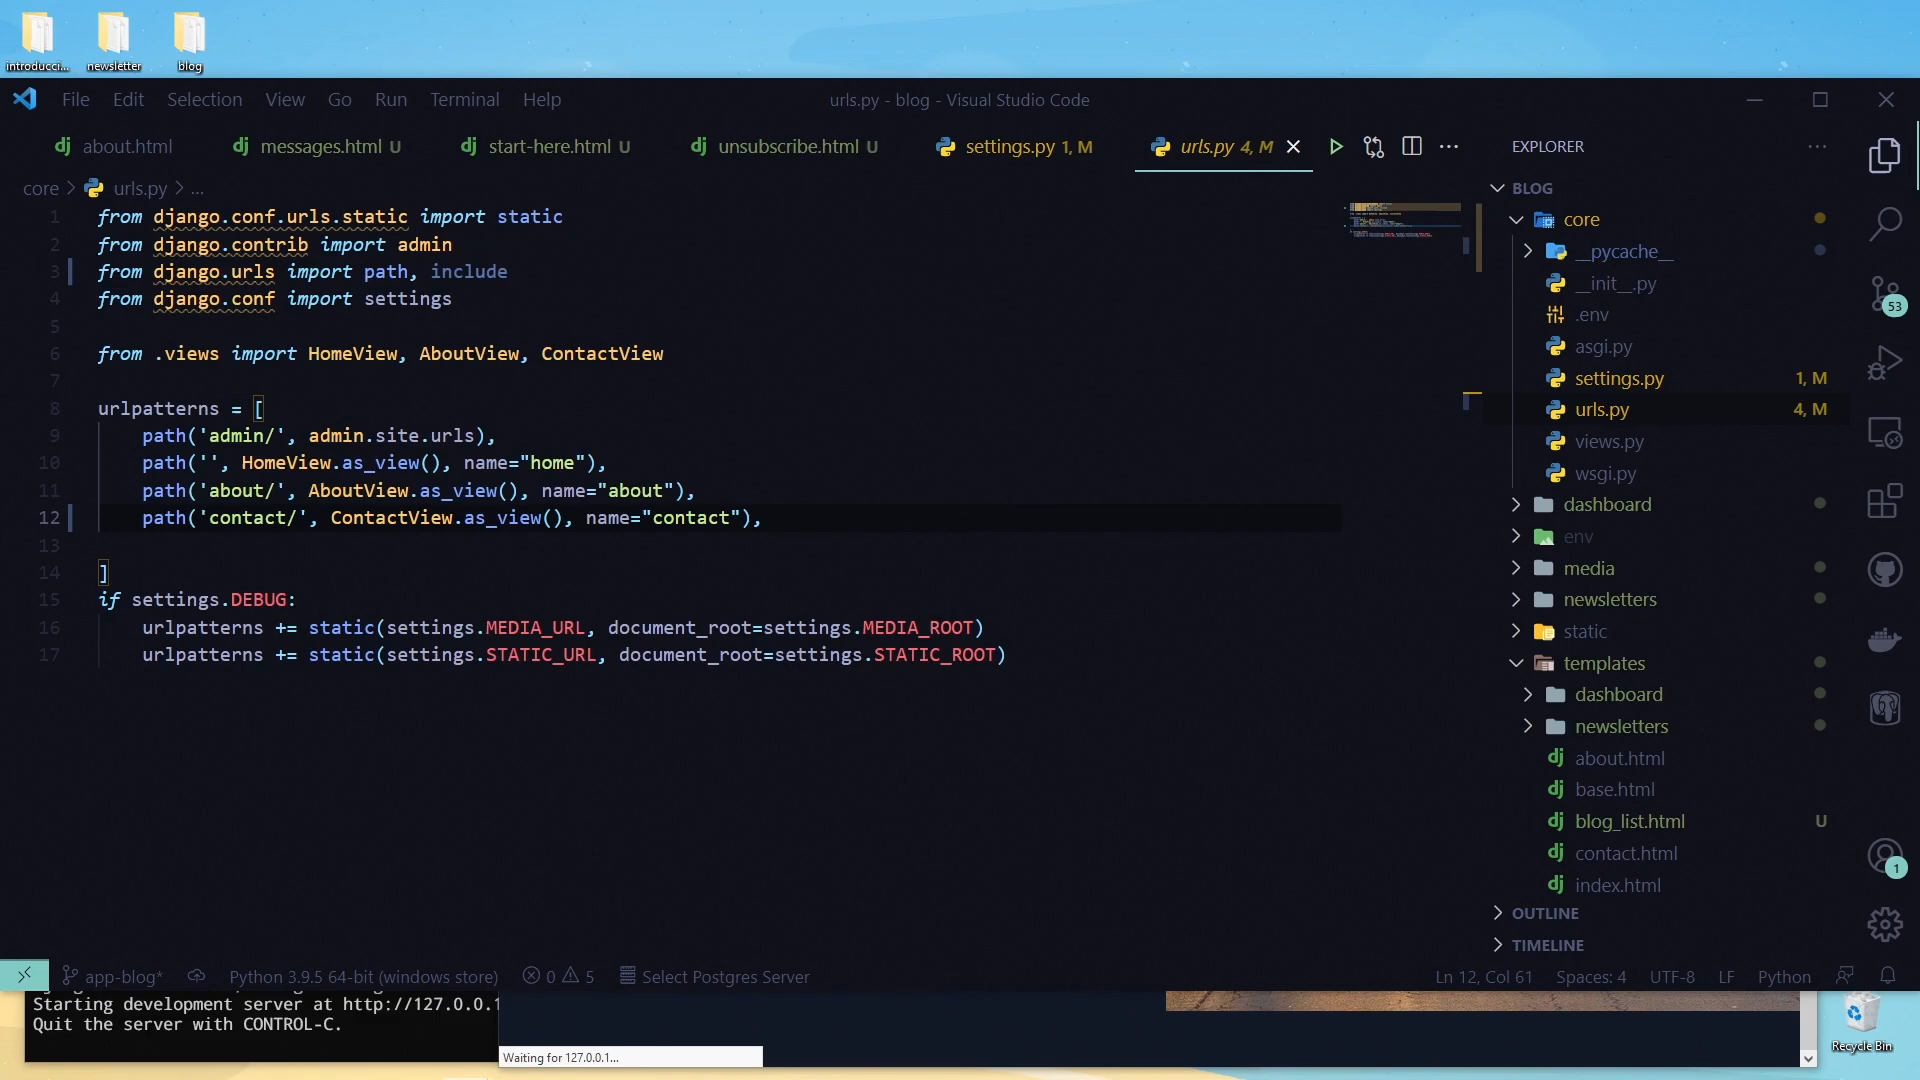 introducci...
newsletter
blog
File Edit Selection View Go Run Terminal Help
urls.py - blog - Visual Studio Code
about.html
messages.html U
start-here.html U
unsubscribe.html U
settings.py 1, M
urls.py 4, M
core > urls.py > ...
1 from django.conf.urls.static import static
2 from django.contrib import admin
3 from django.urls import path, include
4 from django.conf import settings
5
6 from .views import HomeView, AboutView, ContactView
7
8 urlpatterns = [
9 path('admin/', admin.site.urls),
10 path('', HomeView.as_view(), name="home"),
11 path('about/', AboutView.as_view(), name="about"),
12 path('contact/', ContactView.as_view(), name="contact"),
13
14 ]
15 if settings.DEBUG:
16 urlpatterns += static(settings.MEDIA_URL, document_root=settings.MEDIA_ROOT)
17 urlpatterns += static(settings.STATIC_URL, document_root=settings.STATIC_ROOT)
EXPLORER
BLOG
core
__pycache__
__init__.py
.env
asgi.py
settings.py 1, M
urls.py 4, M
views.py
wsgi.py
dashboard
env
media
newsletters
static
templates
dashboard
newsletters
about.html
base.html
blog_list.html U
contact.html
index.html
OUTLINE
TIMELINE
53
1
app-blog* Python 3.9.5 64-bit (windows store) 0 5 Select Postgres Server
Ln 12, Col 61 Spaces: 4 UTF-8 LF Python
Starting development server at http://127.0.0.1
Quit the server with CONTROL-C.
Waiting for 127.0.0.1...
Recycle Bin